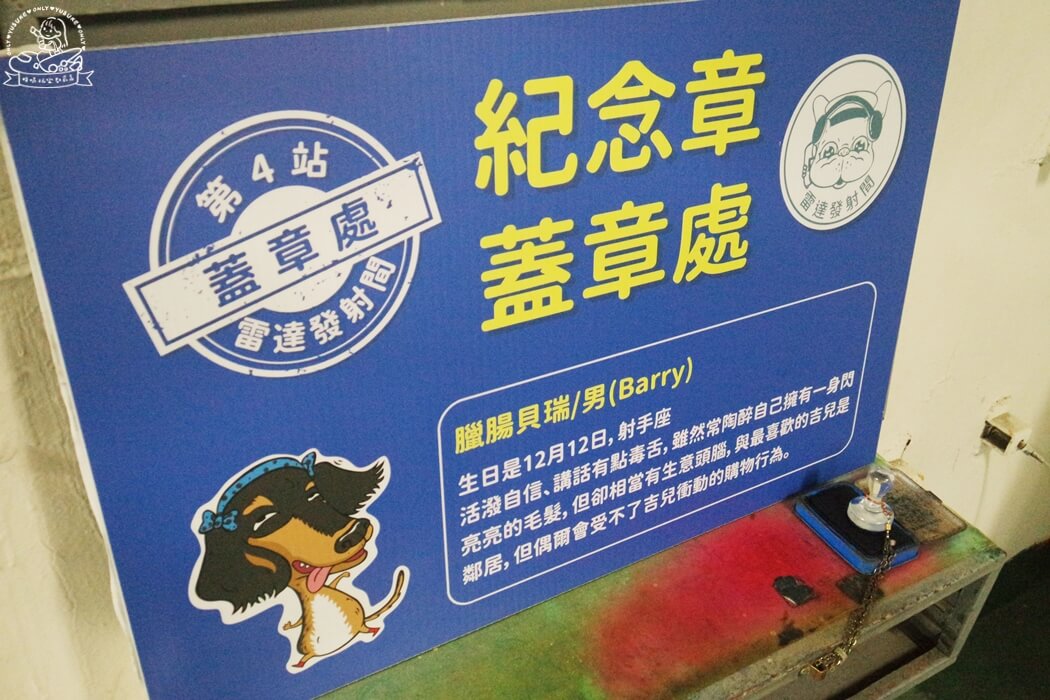 ONLY♥YUSUKE♥ONLY♥YUSUKE♥ONLY
第4站
蓋章處
雷達發射間
紀念章
蓋章處
雷達發射間
臘腸貝瑞/男(Barry)
生日是12月12日, 射手座
活潑自信、講話有點毒舌, 雖然常陶醉自己擁有一身閃
亮亮的毛髮, 但卻相當有生意頭腦, 與最喜歡的吉兒是
鄰居, 但偶爾會受不了吉兒衝動的購物行為。